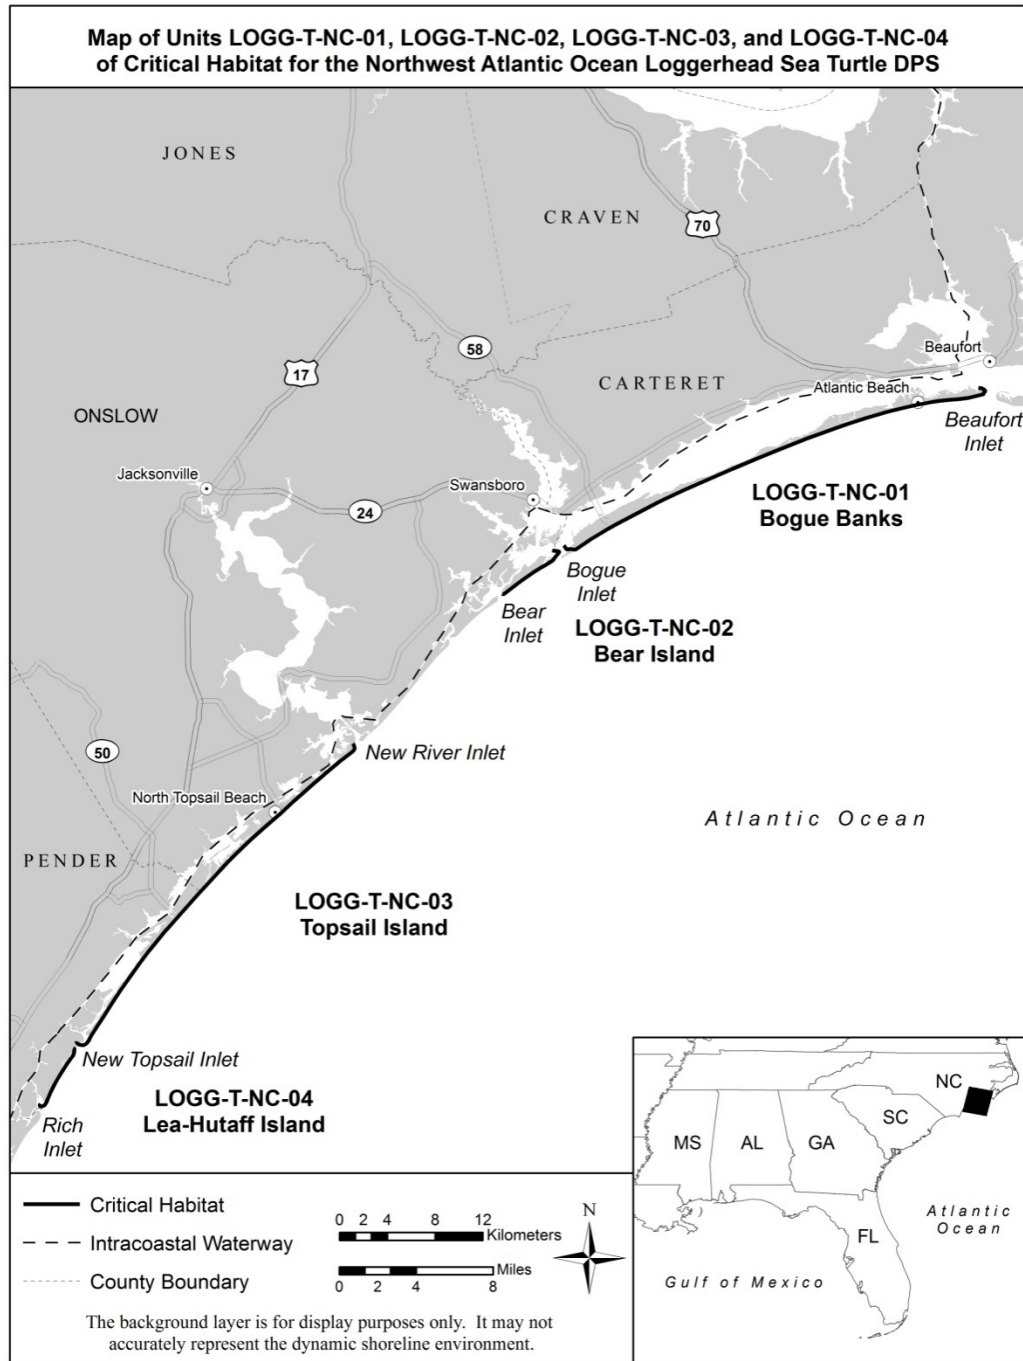 Map of Units LOGG-T-NC-01, LOGG-T-NC-02, LOGG-T-NC-03, and LOGG-T-NC-04
of Critical Habitat for the Northwest Atlantic Ocean Loggerhead Sea Turtle DPS
JONES
CRAVEN
70
58
17
CARTERET
Beaufort
Atlantic Beach
ONSLOW
Beaufort
Inlet
Jacksonville
Swansboro
24
LOGG-T-NC-01
Bogue Banks
Bogue
Inlet
Bear
Inlet
LOGG-T-NC-02
Bear Island
50
New River Inlet
North Topsail Beach
Atlantic Ocean
PENDER
LOGG-T-NC-03
Topsail Island
New Topsail Inlet
LOGG-T-NC-04
Lea-Hutaff Island
Rich
Inlet
NC
SC
MS
AL
GA
FL
Atlantic
Ocean
Gulf of Mexico
Critical Habitat
Intracoastal Waterway
County Boundary
0 2 4 8 12
Kilometers
Miles
0 2 4 8
N
The background layer is for display purposes only. It may not
accurately represent the dynamic shoreline environment.